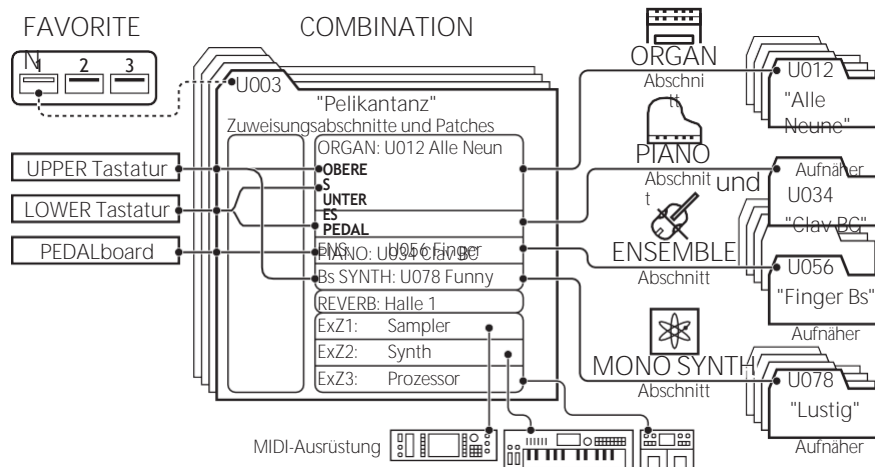 FAVORITE
COMBINATION
N1
2
3
U003
"Pelikantanz"
Zuweisungsabschnitte und Patches
ORGAN: U012 Alle Neun
OBERE
S
UNTER
ES
PEDAL
PIANO: U034 Clav BC
ENS: U056 Finger
Bs SYNTH: U078 Funny
REVERB: Halle 1
ExZ1: Sampler
ExZ2: Synth
ExZ3: Prozessor
UPPER Tastatur
LOWER Tastatur
PEDALboard
MIDI-Ausrüstung
ORGAN
Abschni
tt
PIANO
Abschnit
t
und
ENSEMBLE
Abschnitt
MONO SYNTH
Abschnitt
U012
"Alle
Neune"
Aufnäher
U034
"Clav BC"
U056
"Finger Bs"
Aufnäher
U078
"Lustig"
Aufnäher